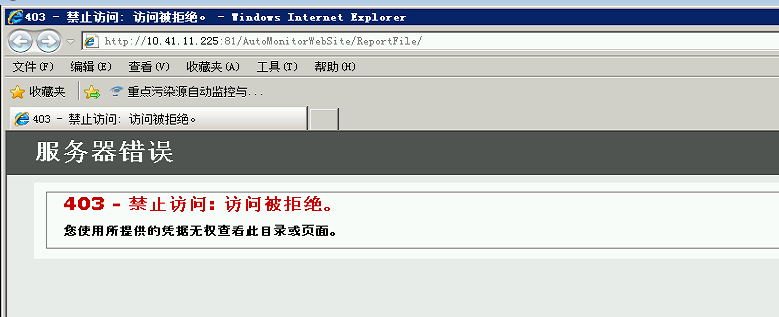 403 - 禁止访问: 访问被拒绝。 - Windows Internet Explorer
http://10.41.11.225:81/AutoMonitorWebSite/ReportFile/
文件(F) 编辑(E) 查看(V) 收藏夹(A) 工具(T) 帮助(H)
收藏夹 重点污染源自动监控与...
403 - 禁止访问: 访问被拒绝。
服务器错误
403 - 禁止访问: 访问被拒绝。
您使用所提供的凭据无权查看此目录或页面。